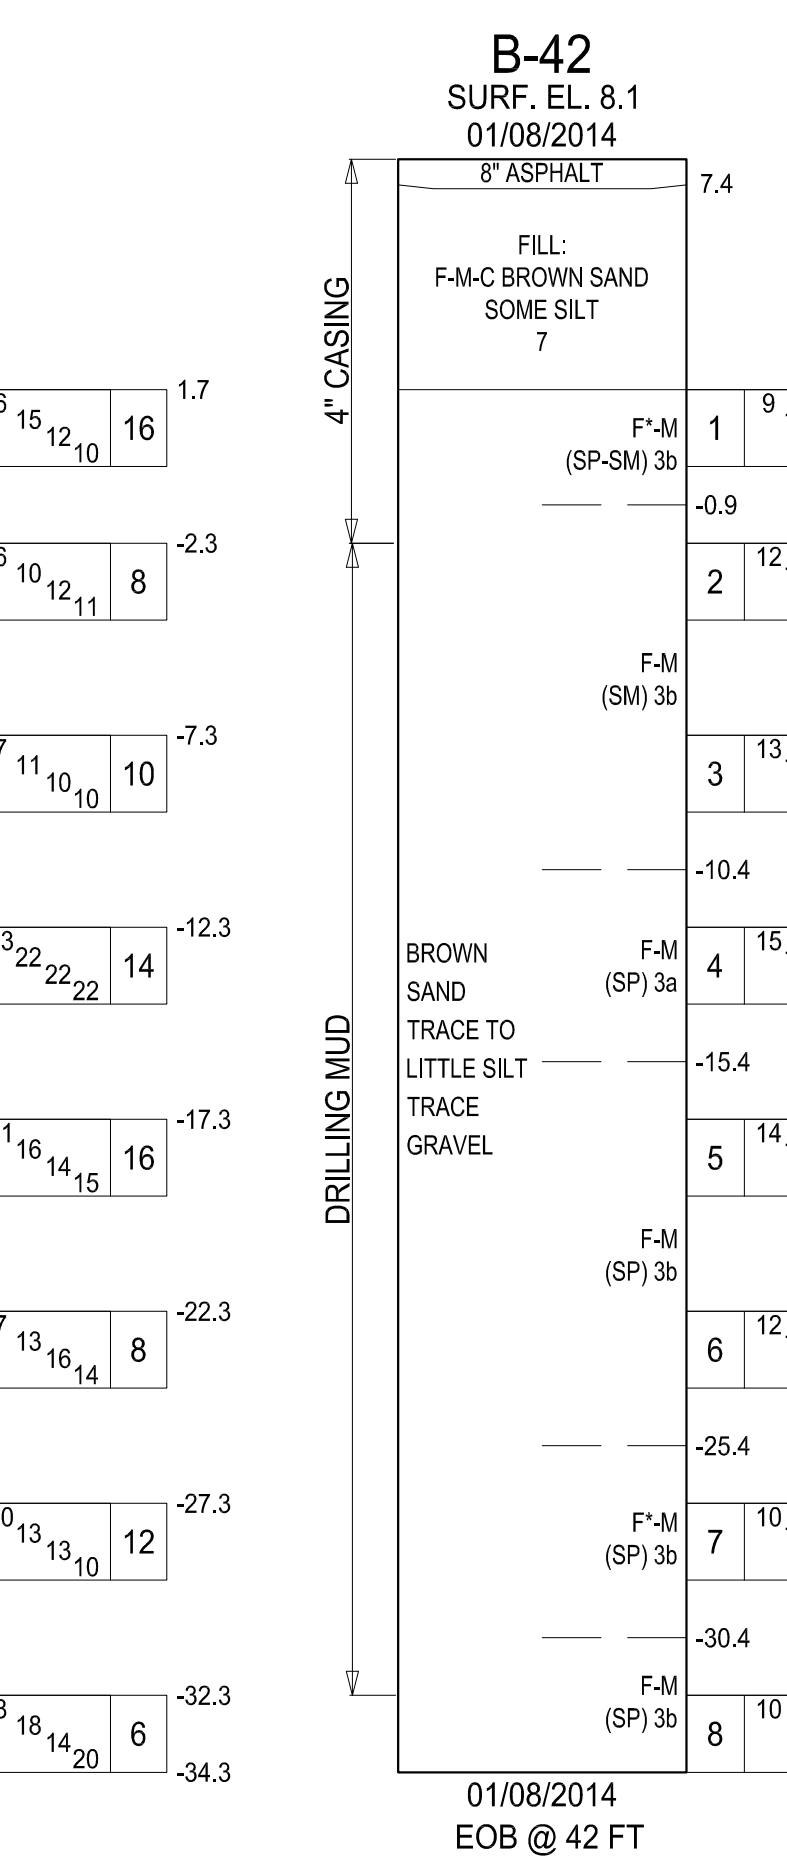 B-42
SURF. EL. 8.1
01/08/2014
8" ASPHALT
7.4
FILL:
F-M-C BROWN SAND
SOME SILT
7
4" CASING
DRILLING MUD
15 12 10 16 1.7
10 12 11 8 -2.3
11 10 10 10 -7.3
22 22 22 14 -12.3
16 14 15 16 -17.3
13 16 14 8 -22.3
13 13 10 12 -27.3
18 14 20 6 -32.3
-34.3
F*-M
(SP-SM) 3b
1 9
-0.9
2 12
F-M
(SM) 3b
3 13
-10.4
BROWN
SAND
TRACE TO
LITTLE SILT
TRACE
GRAVEL
F-M
(SP) 3a
4 15
-15.4
5 14
F-M
(SP) 3b
6 12
-25.4
F*-M
(SP) 3b
7 10
-30.4
F-M
(SP) 3b
8 10
01/08/2014
EOB @ 42 FT